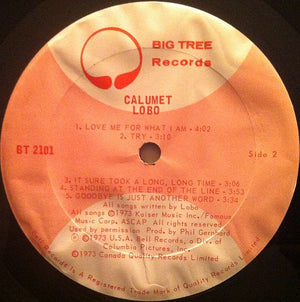 BIG TREE
Records
CALUMET
LOBO
1. LOVE ME FOR WHAT I AM • 4:02
2. TRY • 3:10
BT 2101
Side 2
3. IT SURE TOOK A LONG, LONG TIME • 3:06
4. STANDING AT THE END OF THE LINE • 3:53
5. GOODBYE IS JUST ANOTHER WORD • 3:34
All songs written by Lobo
All songs ©1973 Kaiser Music Inc./Famous
Music Corp. ASCAP. All rights reserved.
Used by permission. Prod. by Phil Gernhard
℗1973 U.S.A. Bell Records, a Div. of
Columbia Pictures, Inc.
©1973 Canada Quality Records Limited
Records Is A Registered Trade Mark of Quality Records Limited